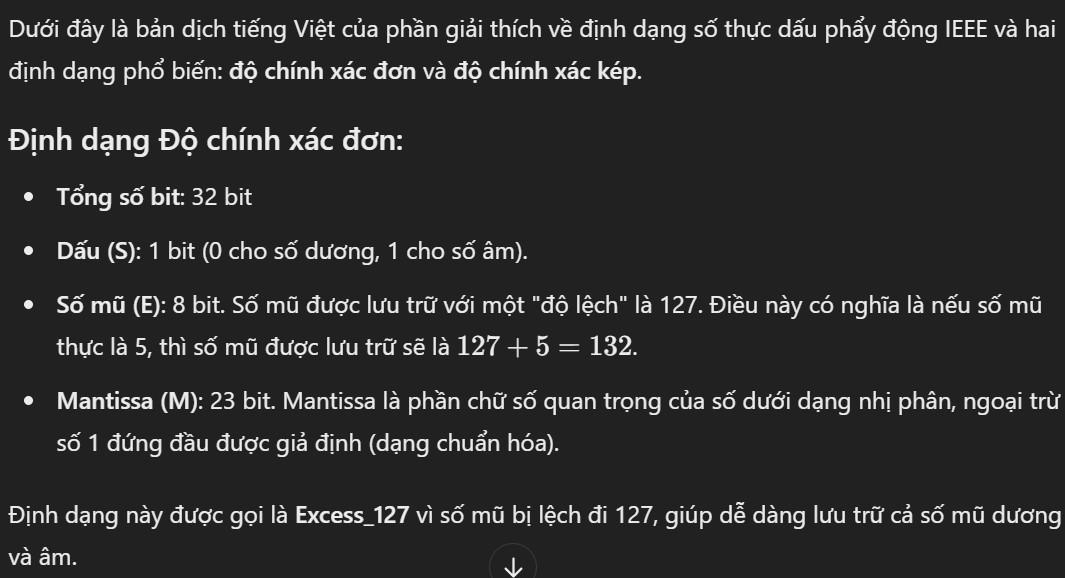 Dưới đây là bản dịch tiếng Việt của phần giải thích về định dạng số thực dấu phẩy động IEEE và hai
định dạng phổ biến: độ chính xác đơn và độ chính xác kép.
Định dạng Độ chính xác đơn:
• Tổng số bit: 32 bit
• Dấu (S): 1 bit (0 cho số dương, 1 cho số âm).
• Số mũ (E): 8 bit. Số mũ được lưu trữ với một "độ lệch" là 127. Điều này có nghĩa là nếu số mũ
thực là 5, thì số mũ được lưu trữ sẽ là 127 + 5 = 132.
• Mantissa (M): 23 bit. Mantissa là phần chữ số quan trọng của số dưới dạng nhị phân, ngoại trừ
số 1 đứng đầu được giả định (dạng chuẩn hóa).
Định dạng này được gọi là Excess_127 vì số mũ bị lệch đi 127, giúp dễ dàng lưu trữ cả số mũ dương
và âm.